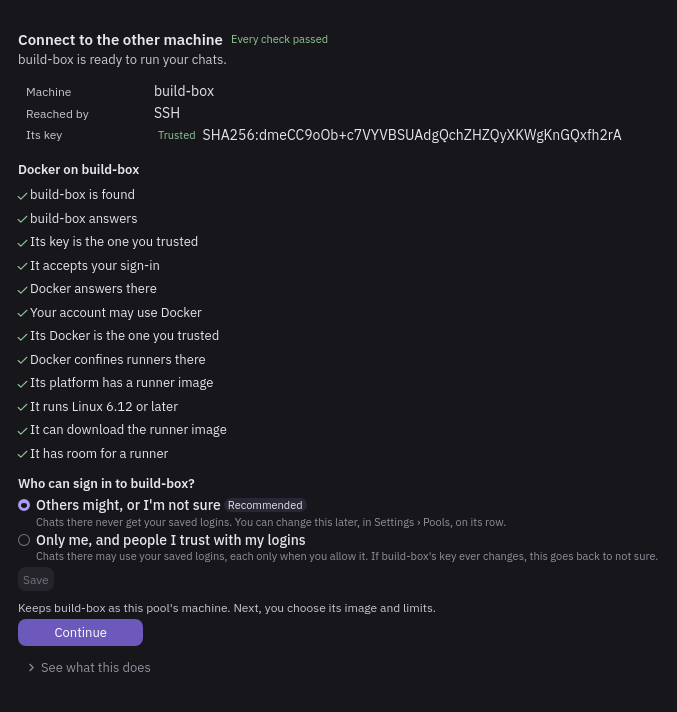 Connect to the other machine Every check passed
build-box is ready to run your chats.
Machine build-box
Reached by SSH
Its key Trusted SHA256:dmeCC9oOb+c7VYVBSUAdgQchZHZQyXKWgKnGQxfh2rA
Docker on build-box
build-box is found
build-box answers
Its key is the one you trusted
It accepts your sign-in
Docker answers there
Your account may use Docker
Its Docker is the one you trusted
Docker confines runners there
Its platform has a runner image
It runs Linux 6.12 or later
It can download the runner image
It has room for a runner
Who can sign in to build-box?
Others might, or I'm not sure Recommended
Chats there never get your saved logins. You can change this later, in Settings › Pools, on its row.
Only me, and people I trust with my logins
Chats there may use your saved logins, each only when you allow it. If build-box's key ever changes, this goes back to not sure.
Save
Keeps build-box as this pool's machine. Next, you choose its image and limits.
Continue
See what this does